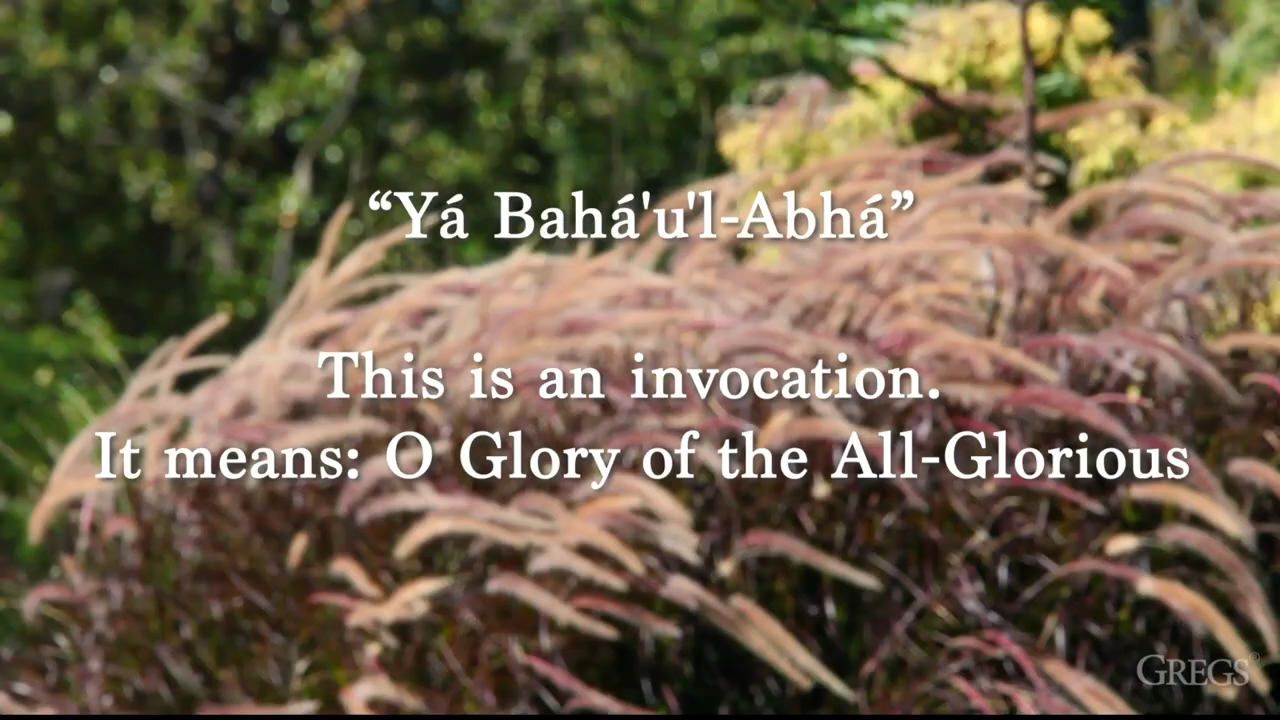 “Yá Bahá'u'l-Abhá”
This is an invocation.
It means: O Glory of the All-Glorious
GREGS©